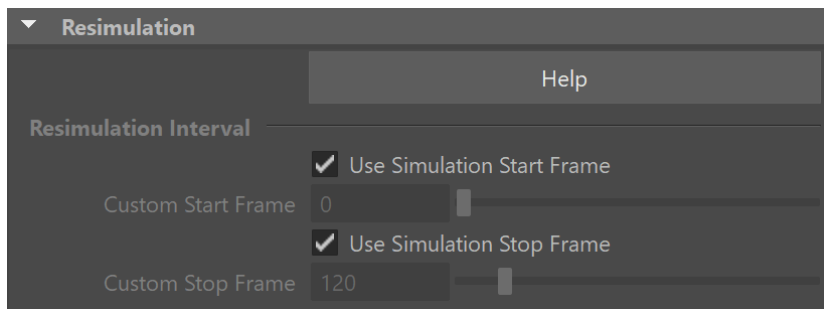 Resimulation
Help
Resimulation Interval
Use Simulation Start Frame
Custom Start Frame 0
Use Simulation Stop Frame
Custom Stop Frame 120